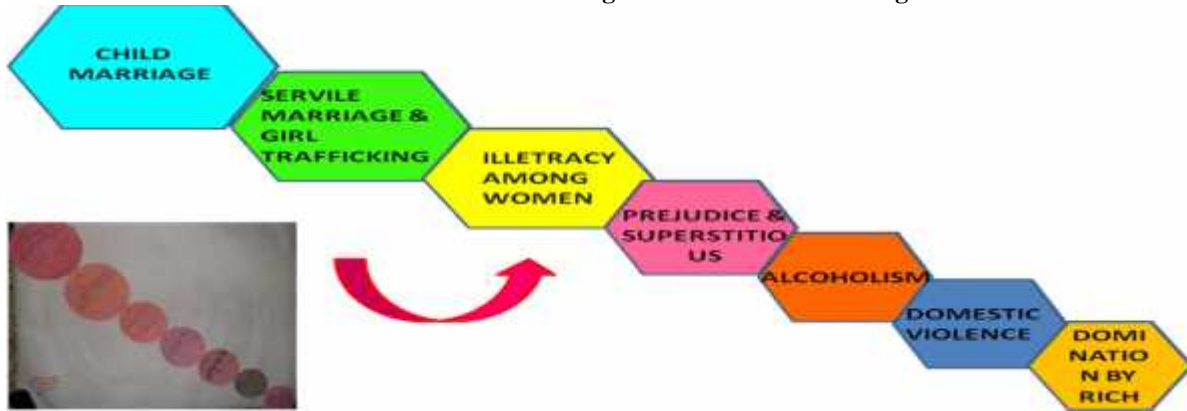 CHILD
MARRIAGE
SERVILE
MARRIAGE &
GIRL
TRAFFICKING
ILLETRACY
AMONG
WOMEN
PREJUDICE &
SUPERSTITIO
US
ALCOHOLISM
DOMESTIC
VIOLENCE
DOMI
NATIO
N BY
RICH